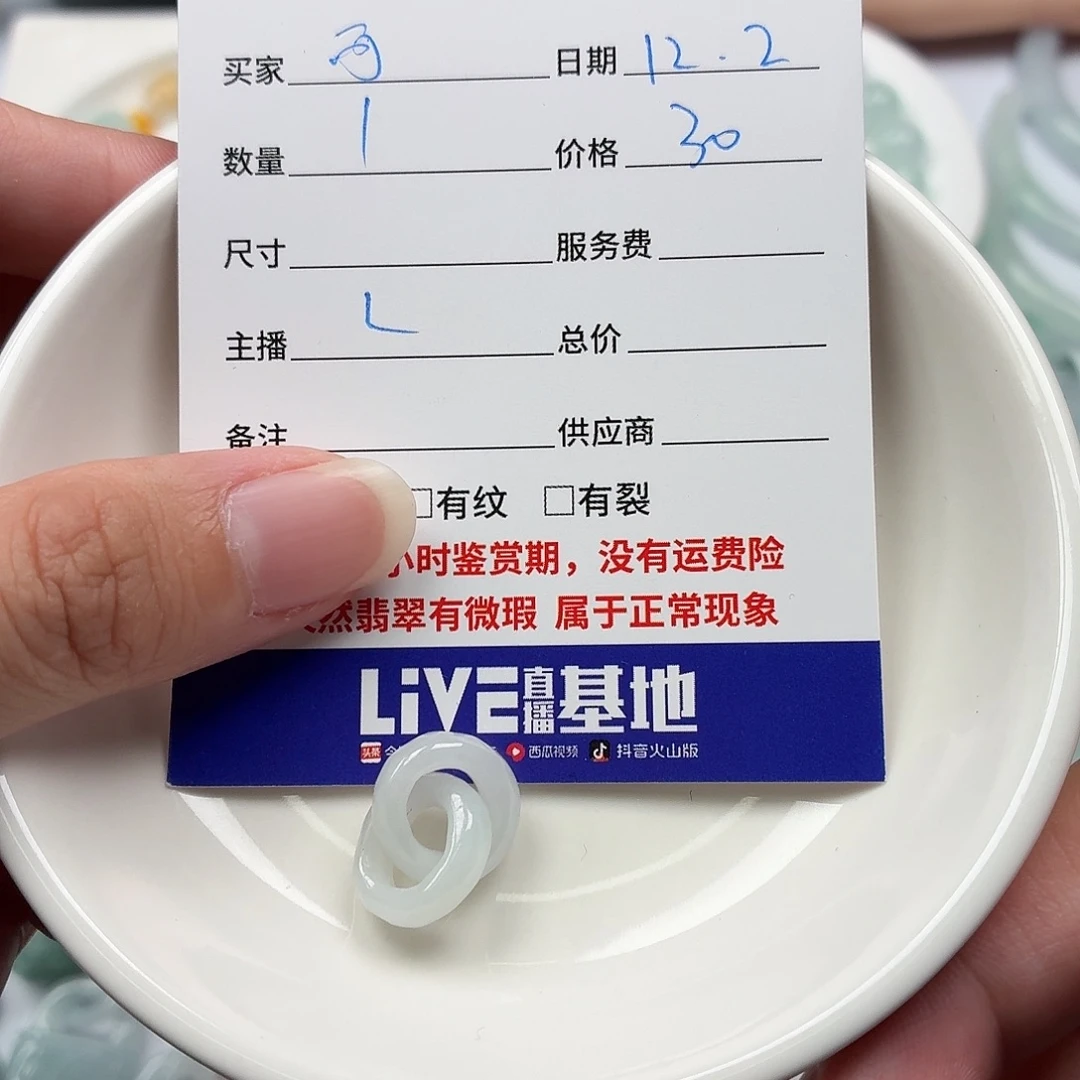 买家 日期 12.2
数量 1 价格 30
尺寸 服务费
主播 L 总价
备注 供应商
□有纹 □有裂
小时鉴赏期，没有运费险
然翡翠有微瑕 属于正常现象
LiVE直播基地
头条 今 西瓜视频 抖音火山版